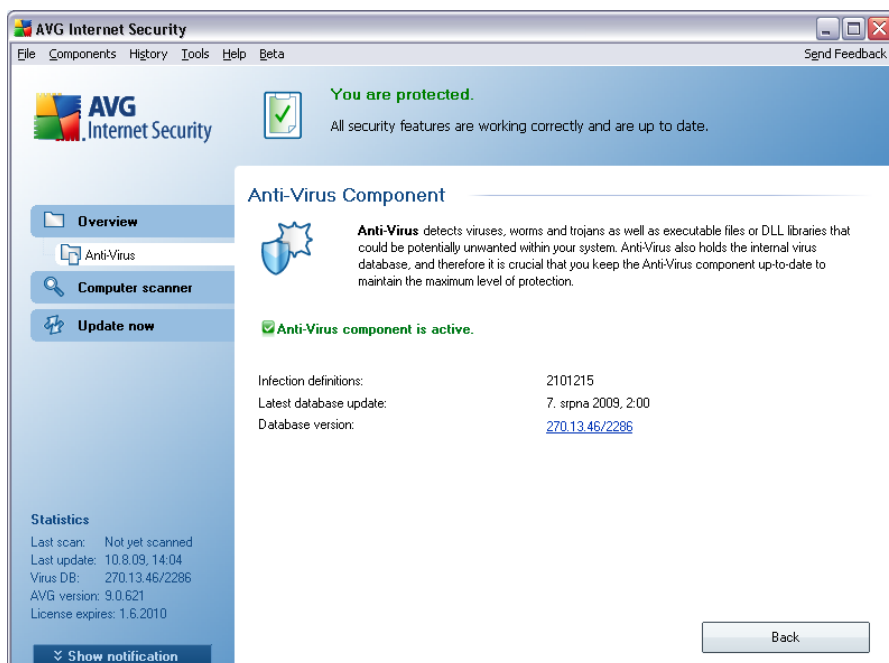 AVG Internet Security
File Components History Tools Help Beta Send Feedback
AVG
Internet Security
You are protected.
All security features are working correctly and are up to date.
Overview
Anti-Virus
Computer scanner
Update now
Anti-Virus Component
Anti-Virus detects viruses, worms and trojans as well as executable files or DLL libraries that
could be potentially unwanted within your system. Anti-Virus also holds the internal virus
database, and therefore it is crucial that you keep the Anti-Virus component up-to-date to
maintain the maximum level of protection.
Anti-Virus component is active.
Infection definitions: 2101215
Latest database update: 7. srpna 2009, 2:00
Database version: 270.13.46/2286
Statistics
Last scan: Not yet scanned
Last update: 10.8.09, 14:04
Virus DB: 270.13.46/2286
AVG version: 9.0.621
License expires: 1.6.2010
Show notification
Back